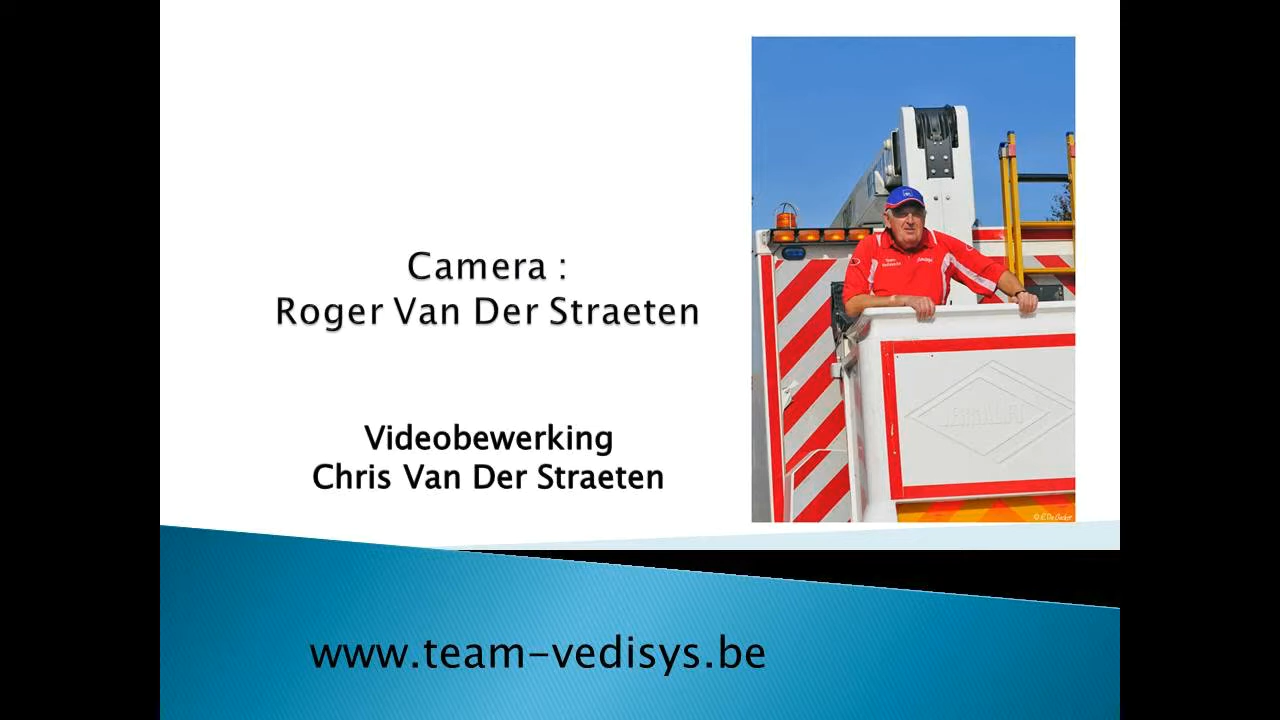 Camera :
Roger Van Der Straeten
Videobewerking
Chris Van Der Straeten
www.team-vedisys.be